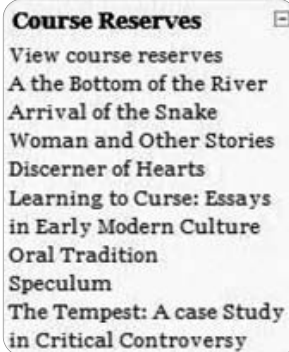 Course Reserves
View course reserves
A the Bottom of the River
Arrival of the Snake
Woman and Other Stories
Discerner of Hearts
Learning to Curse: Essays
in Early Modern Culture
Oral Tradition
Speculum
The Tempest: A case Study
in Critical Controversy